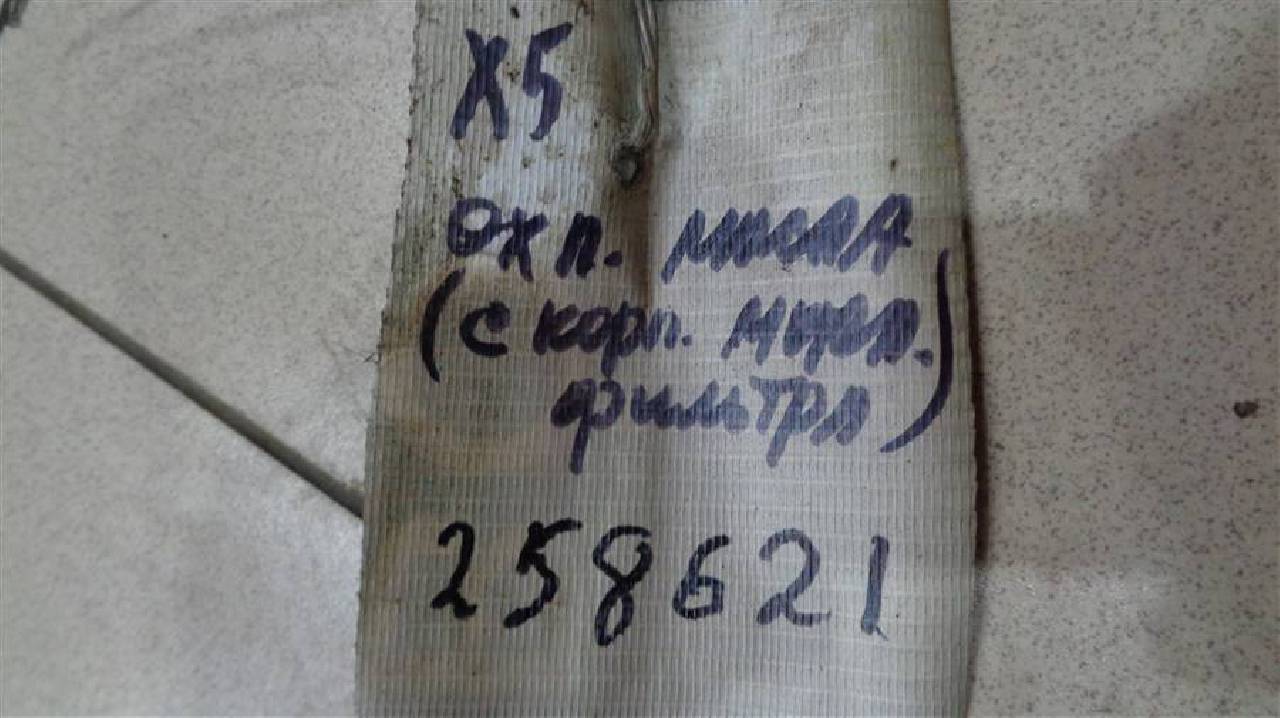 X5
охл. масла
(с корп. масл.
фильтра)
258621